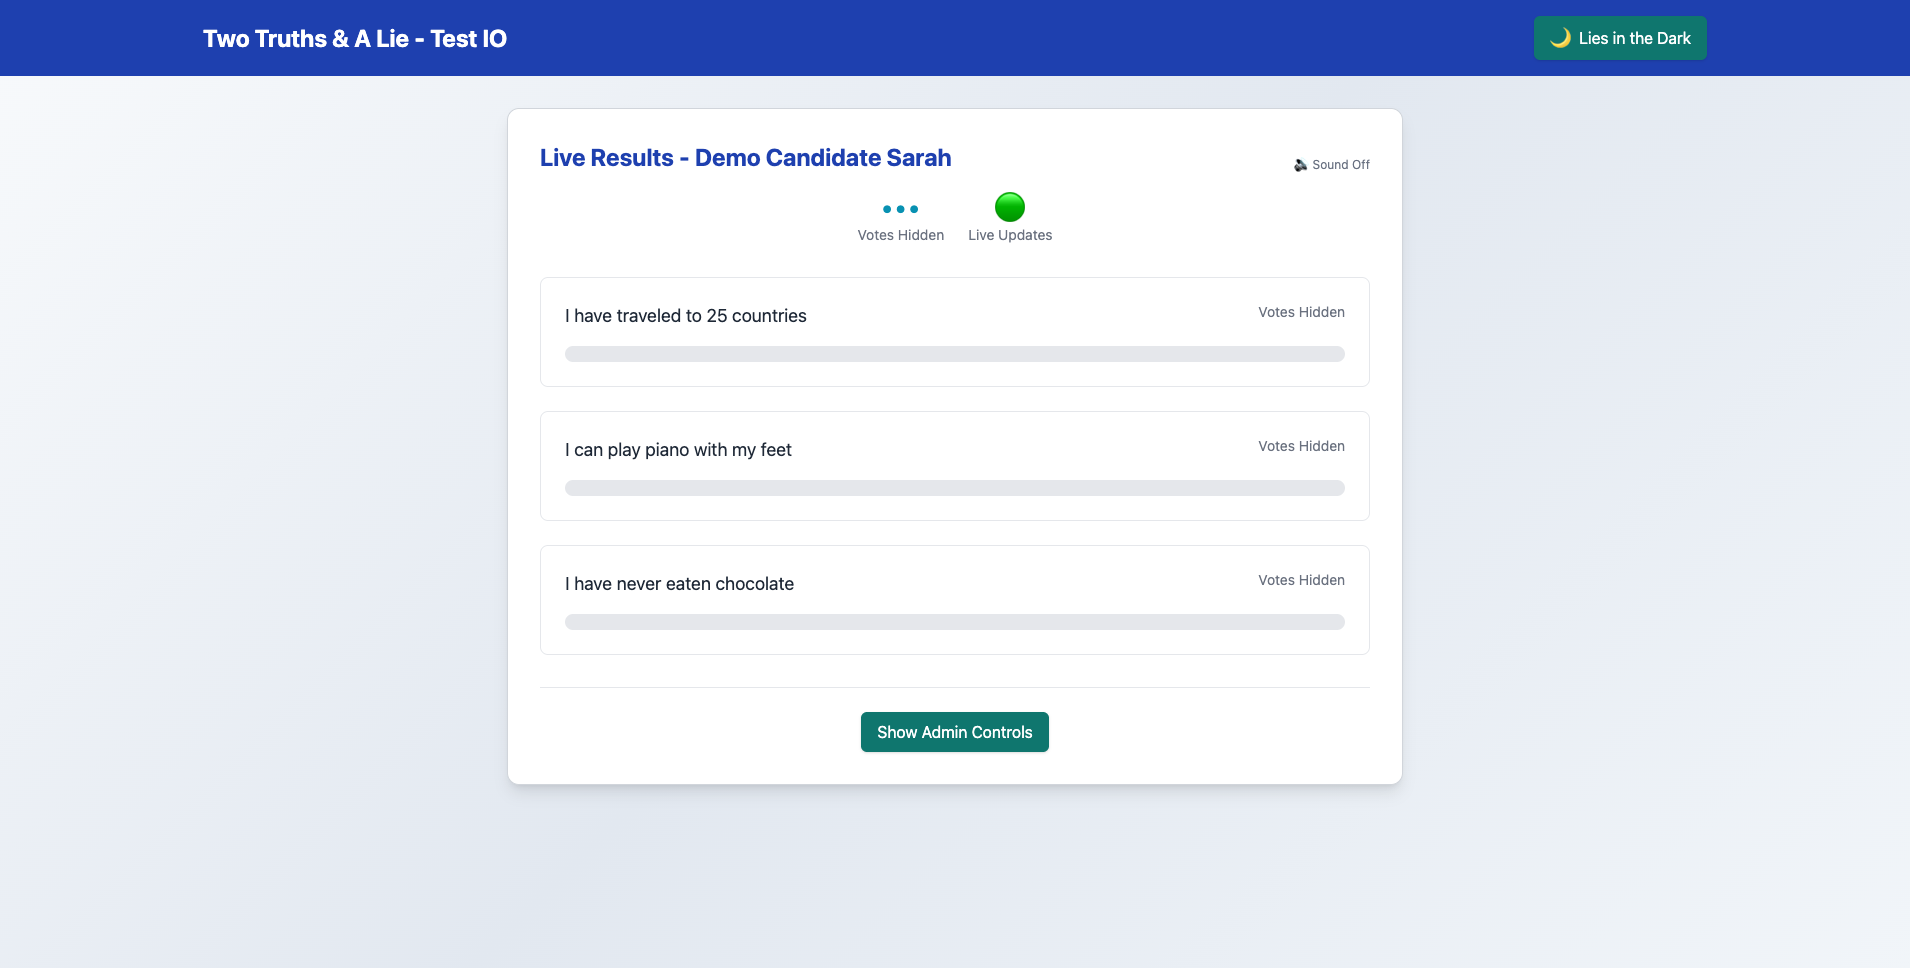 Two Truths & A Lie - Test IO
🌙 Lies in the Dark
Live Results - Demo Candidate Sarah
🔈 Sound Off
•••
Votes Hidden
Live Updates
I have traveled to 25 countries
Votes Hidden
I can play piano with my feet
Votes Hidden
I have never eaten chocolate
Votes Hidden
Show Admin Controls